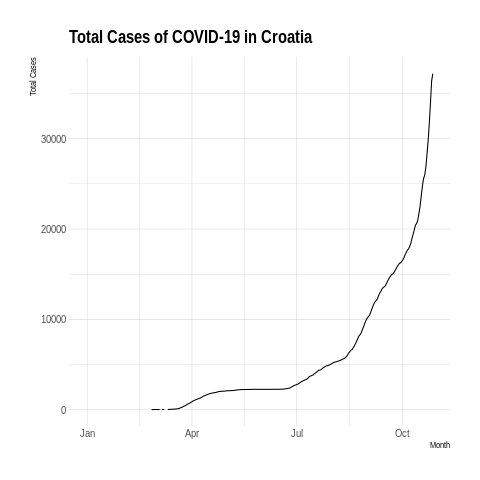 Total Cases of COVID-19 in Croatia
Total Cases
30000
20000
10000
0
Jan Apr Jul Oct
Month